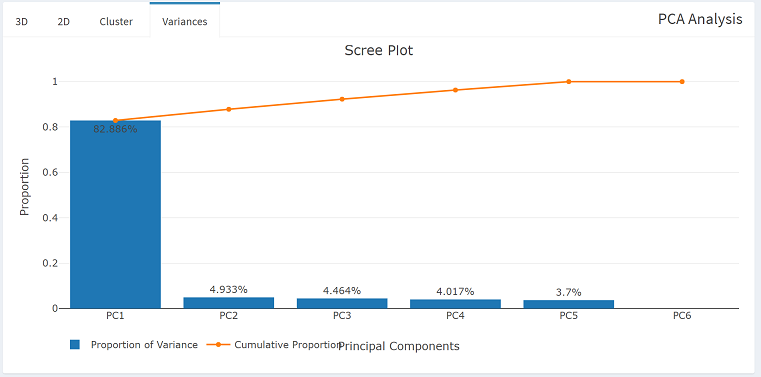 3D 2D Cluster Variances PCA Analysis
Scree Plot
1
0.8
0.6
0.4
0.2
0
Proportion
82.886%
4.933% 4.464% 4.017% 3.7%
PC1 PC2 PC3 PC4 PC5 PC6
Proportion of Variance Cumulative Proportion
Principal Components